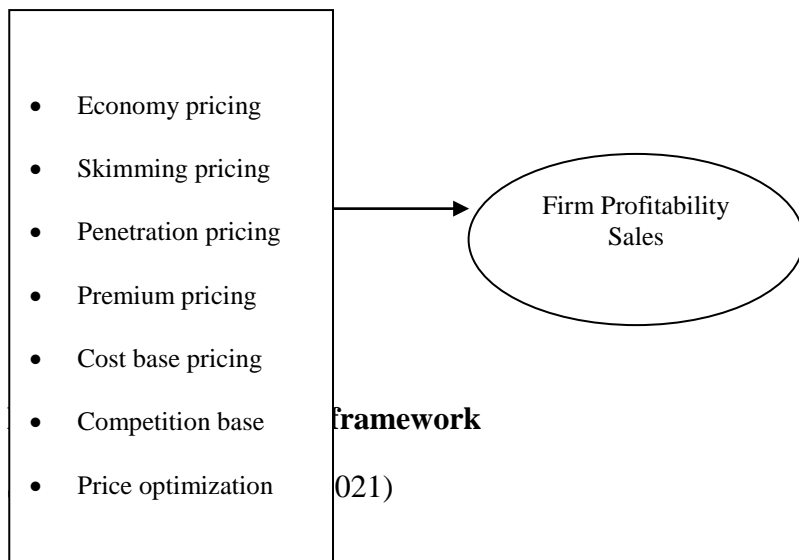 • Economy pricing
• Skimming pricing
• Penetration pricing
• Premium pricing
• Cost base pricing
• Competition base
• Price optimization
Firm Profitability
Sales
framework
021)